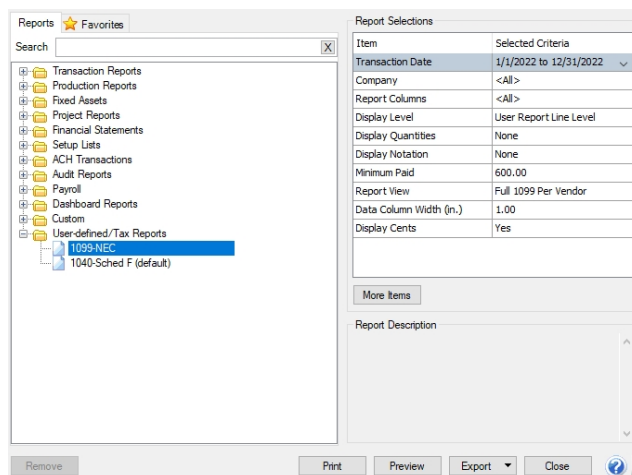 Reports
Favorites
Search
X
Transaction Reports
Production Reports
Fixed Assets
Project Reports
Financial Statements
Setup Lists
ACH Transactions
Audit Reports
Payroll
Dashboard Reports
Custom
User-defined/Tax Reports
1099-NEC
1040-Sched F (default)
Remove
Report Selections
Item Selected Criteria
Transaction Date 1/1/2022 to 12/31/2022
Company <All>
Report Columns <All>
Display Level User Report Line Level
Display Quantities None
Display Notation None
Minimum Paid 600.00
Report View Full 1099 Per Vendor
Data Column Width (in.) 1.00
Display Cents Yes
More Items
Report Description
Print Preview Export Close ?